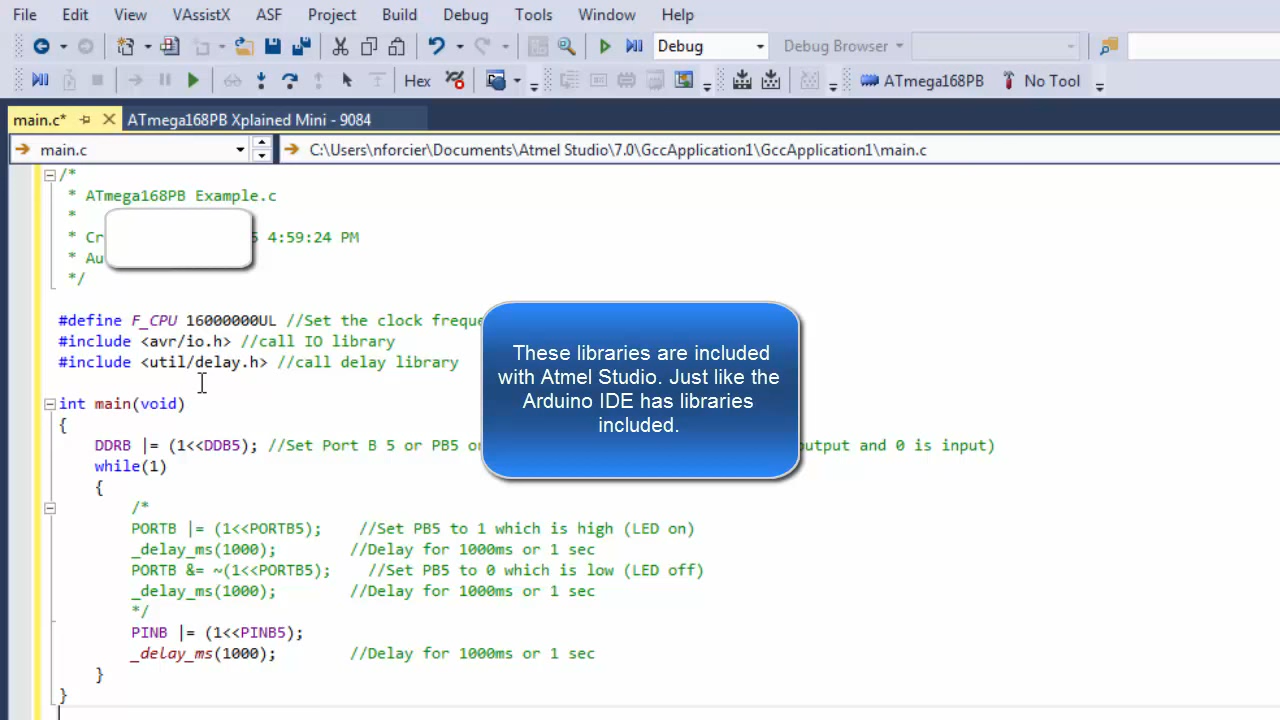 File Edit View VAssistX ASF Project Build Debug Tools Window Help
Debug Debug Browser
Hex ATmega168PB No Tool
main.c* ATmega168PB Xplained Mini - 9084
main.c C:\Users\nforcier\Documents\Atmel Studio\7.0\GccApplication1\GccApplication1\main.c
/*
* ATmega168PB Example.c
*
* Cr 4:59:24 PM
* Au
*/
#define F_CPU 16000000UL //Set the clock freque
#include <avr/io.h> //call IO library
#include <util/delay.h> //call delay library
These libraries are included
with Atmel Studio. Just like the
Arduino IDE has libraries
included.
int main(void)
{
DDRB |= (1<<DDB5); //Set Port B 5 or PB5 o output and 0 is input)
while(1)
{
/*
PORTB |= (1<<PORTB5); //Set PB5 to 1 which is high (LED on)
_delay_ms(1000); //Delay for 1000ms or 1 sec
PORTB &= ~(1<<PORTB5); //Set PB5 to 0 which is low (LED off)
_delay_ms(1000); //Delay for 1000ms or 1 sec
*/
PINB |= (1<<PINB5);
_delay_ms(1000); //Delay for 1000ms or 1 sec
}
}